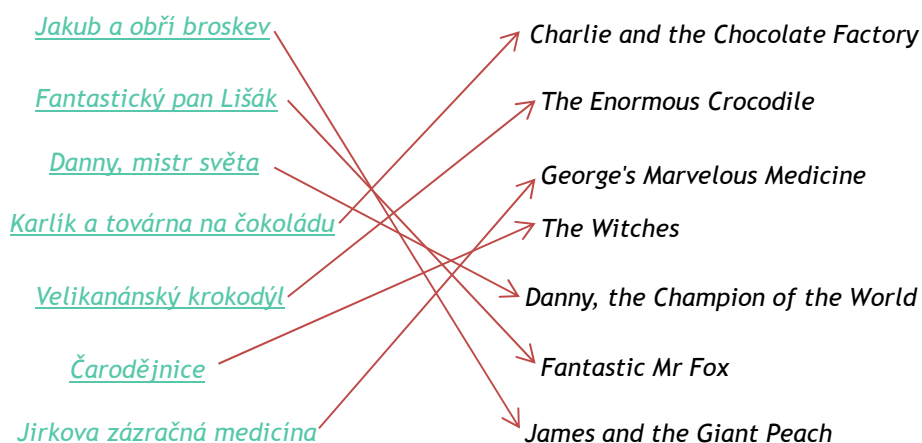 Jakub a obří broskev
Fantastický pan Lišák
Danny, mistr světa
Karlík a továrna na čokoládu
Velikanánský krokodýl
Čarodějnice
Jirkova zázračná medicína
Charlie and the Chocolate Factory
The Enormous Crocodile
George's Marvelous Medicine
The Witches
Danny, the Champion of the World
Fantastic Mr Fox
James and the Giant Peach